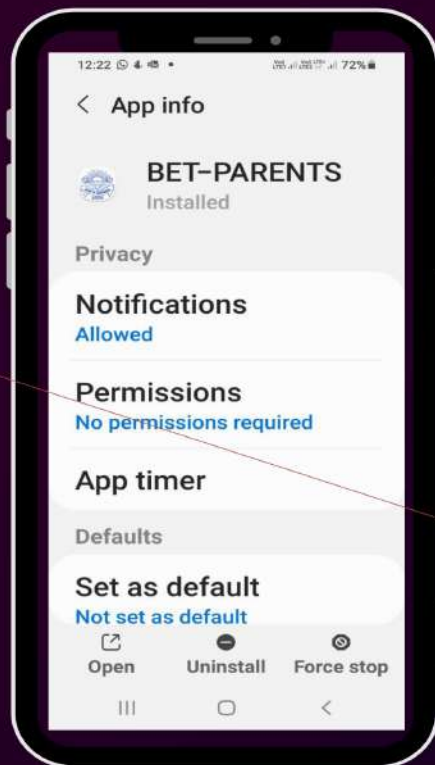 12:22 72%
App info
BET-PARENTS
Installed
Privacy
Notifications
Allowed
Permissions
No permissions required
App timer
Defaults
Set as default
Not set as default
Open Uninstall Force stop